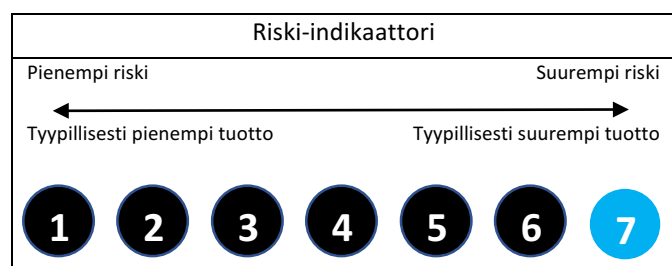 Riski-indikaattori
Pienempi riski Suurempi riski
Tyypillisesti pienempi tuotto Tyypillisesti suurempi tuotto
1 2 3 4 5 6 7